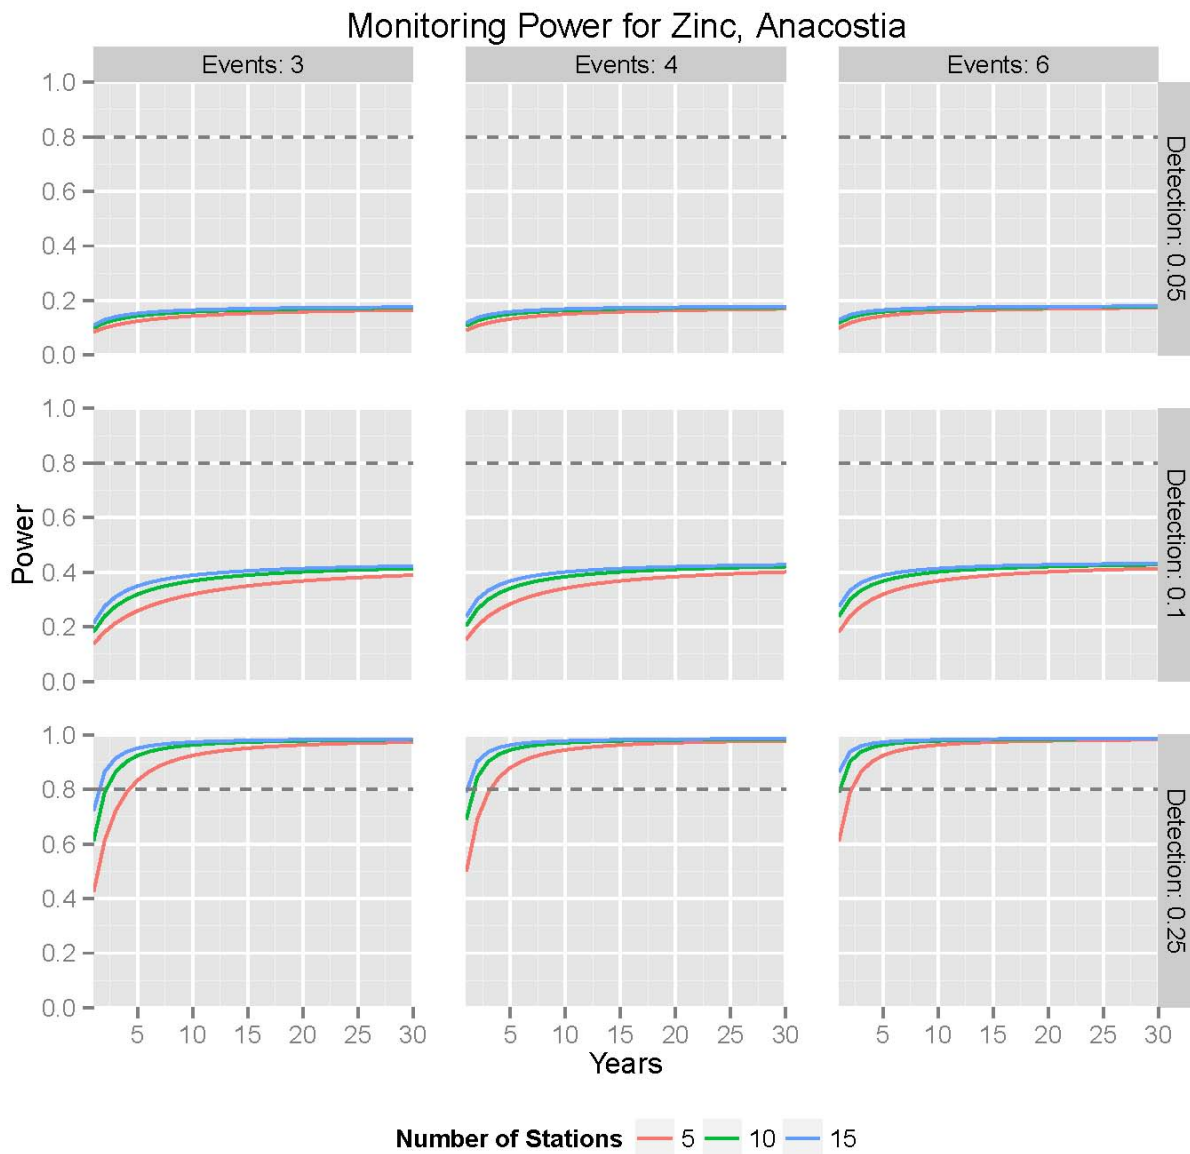 Monitoring Power for Zinc, Anacostia
Events: 3 Events: 4 Events: 6
1.0
0.8
0.6
0.4
0.2
0.0
Detection: 0.05
1.0
0.8
0.6
0.4
0.2
0.0
Detection: 0.1
Power
1.0
0.8
0.6
0.4
0.2
0.0
Detection: 0.25
5 10 15 20 25 30 5 10 15 20 25 30 5 10 15 20 25 30
Years
Number of Stations 5 10 15